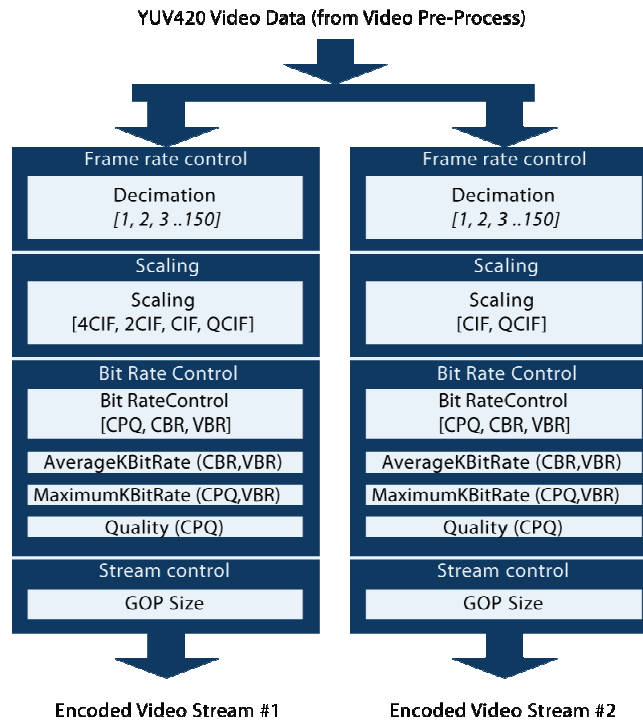 YUV420 Video Data (from Video Pre-Process)
Frame rate control
Decimation
[1, 2, 3 ..150]
Scaling
Scaling
[4CIF, 2CIF, CIF, QCIF]
Bit Rate Control
Bit RateControl
[CPQ, CBR, VBR]
AverageKBitRate (CBR,VBR)
MaximumKBitRate (CPQ,VBR)
Quality (CPQ)
Stream control
GOP Size
Encoded Video Stream #1
Frame rate control
Decimation
[1, 2, 3 ..150]
Scaling
Scaling
[CIF, QCIF]
Bit Rate Control
Bit RateControl
[CPQ, CBR, VBR]
AverageKBitRate (CBR,VBR)
MaximumKBitRate (CPQ,VBR)
Quality (CPQ)
Stream control
GOP Size
Encoded Video Stream #2